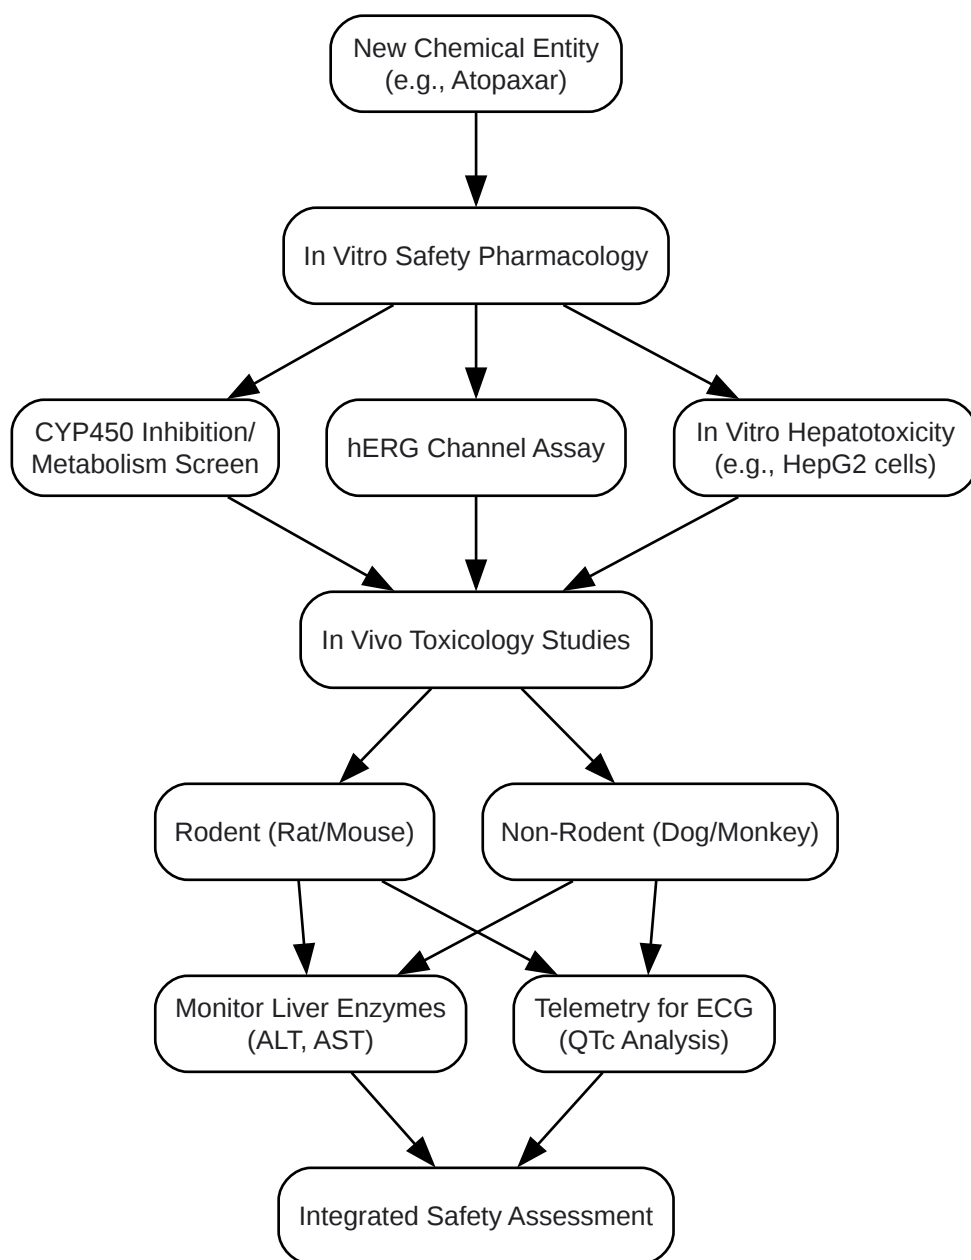 New Chemical Entity
(e.g., Atopaxar)
In Vitro Safety Pharmacology
CYP450 Inhibition/
Metabolism Screen
hERG Channel Assay
In Vitro Hepatotoxicity
(e.g., HepG2 cells)
In Vivo Toxicology Studies
Rodent (Rat/Mouse)
Non-Rodent (Dog/Monkey)
Monitor Liver Enzymes
(ALT, AST)
Telemetry for ECG
(QTc Analysis)
Integrated Safety Assessment